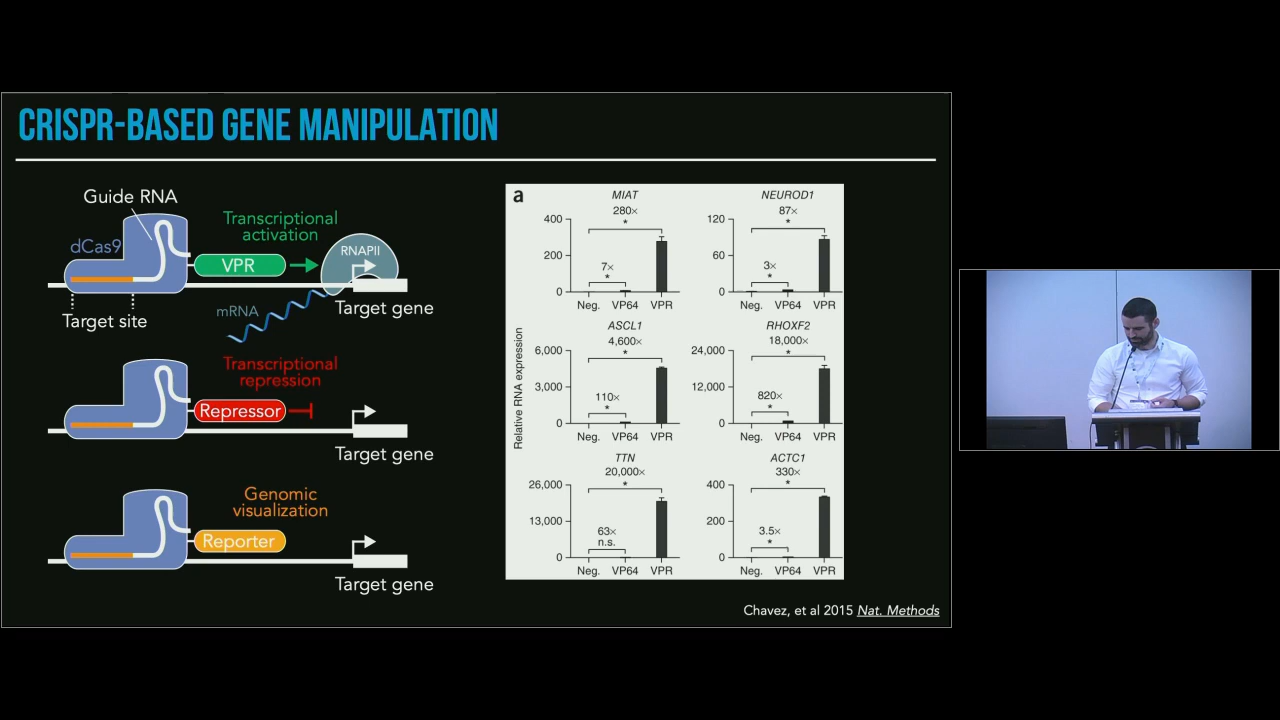 CRISPR-BASED GENE MANIPULATION
Guide RNA
dCas9
Transcriptional
activation
VPR
RNAPII
mRNA
Target gene
Target site
Transcriptional
repression
Repressor
Target gene
Genomic
visualization
Reporter
Target gene
a
Relative RNA expression
MIAT
280×
*
7×
*
400
200
0
Neg. VP64 VPR
NEUROD1
87×
*
3×
*
120
60
0
Neg. VP64 VPR
ASCL1
4,600×
*
110×
*
6,000
3,000
0
Neg. VP64 VPR
RHOXF2
18,000×
*
820×
*
24,000
12,000
0
Neg. VP64 VPR
TTN
20,000×
*
63×
n.s.
26,000
13,000
0
Neg. VP64 VPR
ACTC1
330×
*
3.5×
*
400
200
0
Neg. VP64 VPR
Chavez, et al 2015 Nat. Methods